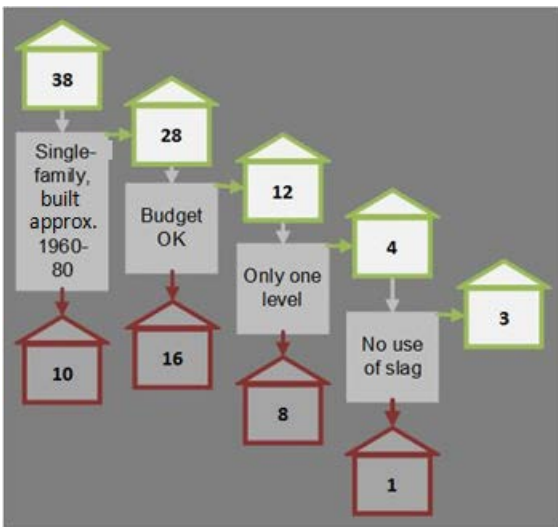 38
Single-
family,
built
approx.
1960-
80
10
28
Budget
OK
16
12
Only one
level
8
4
No use
of slag
1
3